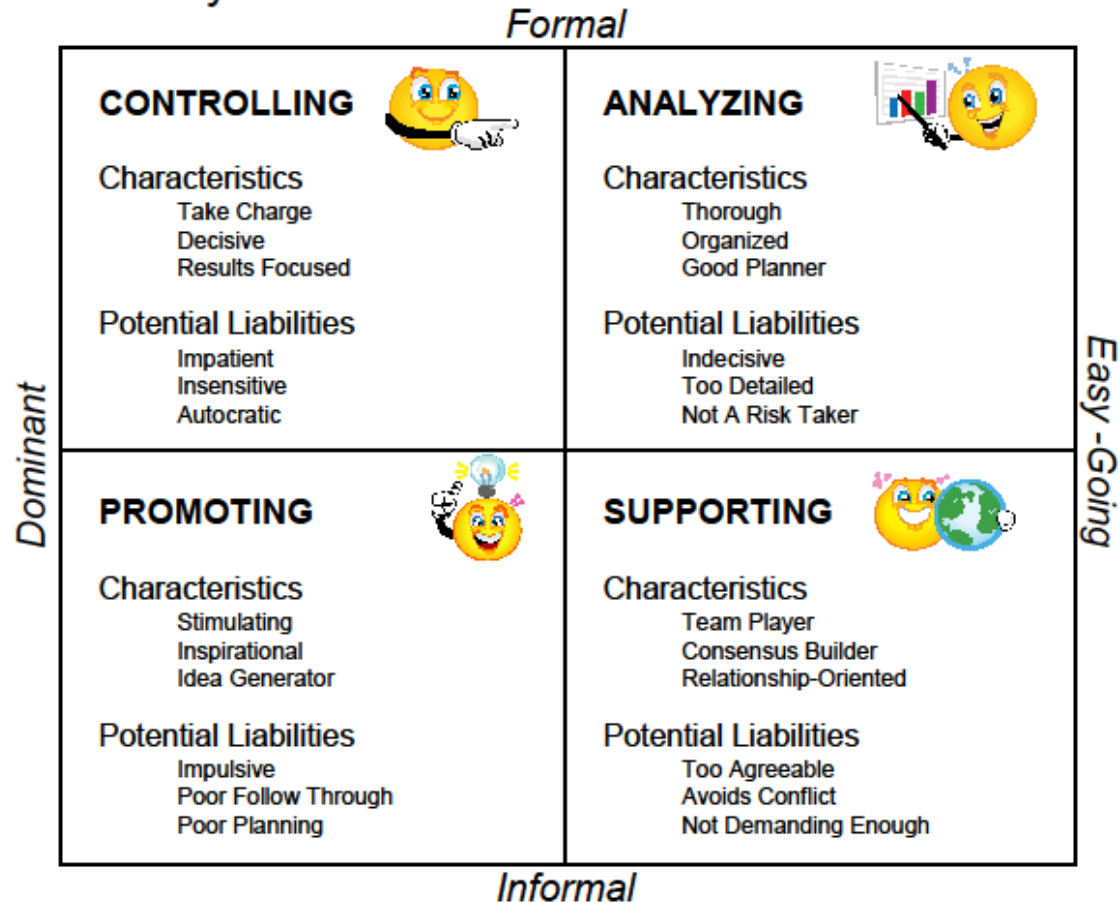 Formal
CONTROLLING
Characteristics
Take Charge
Decisive
Results Focused
Potential Liabilities
Impatient
Insensitive
Autocratic
ANALYZING
Characteristics
Thorough
Organized
Good Planner
Potential Liabilities
Indecisive
Too Detailed
Not A Risk Taker
Dominant
Easy -Going
PROMOTING
Characteristics
Stimulating
Inspirational
Idea Generator
Potential Liabilities
Impulsive
Poor Follow Through
Poor Planning
SUPPORTING
Characteristics
Team Player
Consensus Builder
Relationship-Oriented
Potential Liabilities
Too Agreeable
Avoids Conflict
Not Demanding Enough
Informal